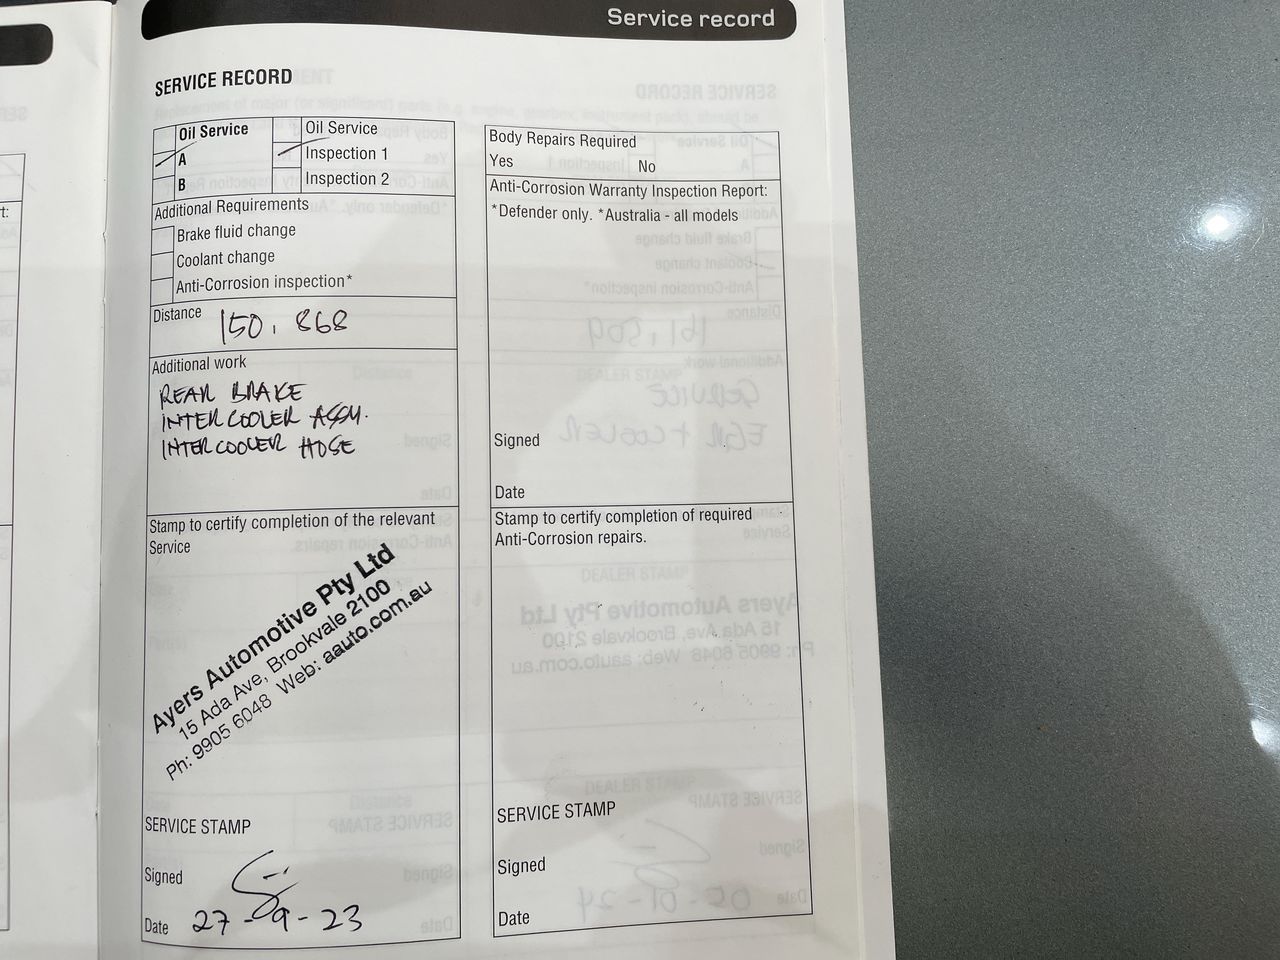 Service record
SERVICE RECORD
Oil Service
A
B
Oil Service
Inspection 1
Inspection 2
Additional Requirements
Brake fluid change
Coolant change
Anti-Corrosion inspection*
Distance
150, 868
Additional work
REAR BRAKE
INTERCOOLER ASSY.
INTERCOOLER HOSE
Stamp to certify completion of the relevant
Service
Ayers Automotive Pty Ltd
15 Ada Ave, Brookvale 2100
Ph: 9905 6048 Web: aauto.com.au
SERVICE STAMP
Signed
Date 27-9-23
Body Repairs Required
Yes No
Anti-Corrosion Warranty Inspection Report:
*Defender only. *Australia - all models
Signed
Date
Stamp to certify completion of required
Anti-Corrosion repairs.
SERVICE STAMP
Signed
Date
t: